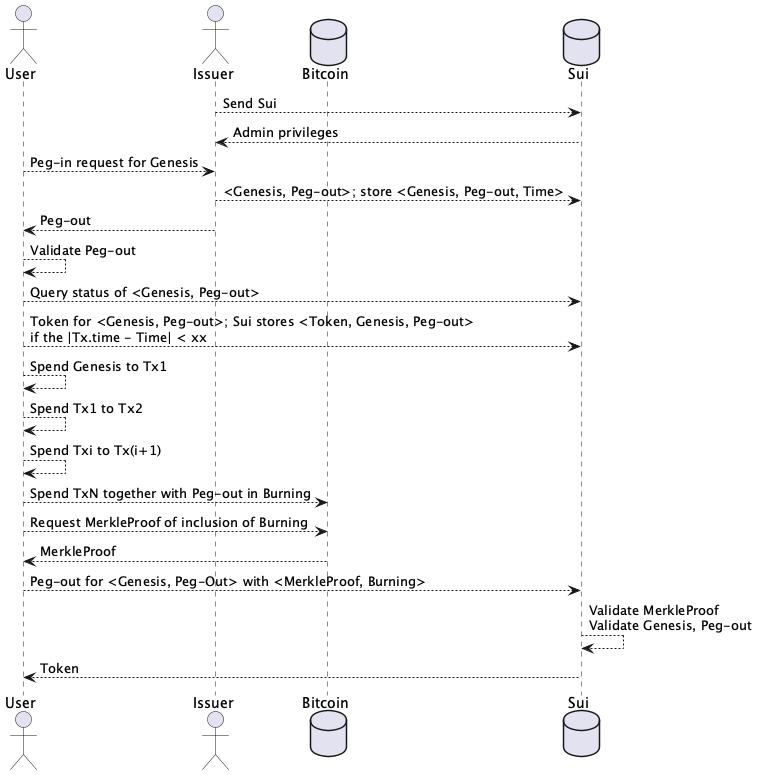 User
Issuer
Bitcoin
Sui
Send Sui
Admin privileges
Peg-in request for Genesis
<Genesis, Peg-out>; store <Genesis, Peg-out, Time>
Peg-out
Validate Peg-out
Query status of <Genesis, Peg-out>
Token for <Genesis, Peg-out>; Sui stores <Token, Genesis, Peg-out>
if the |Tx.time - Time| < xx
Spend Genesis to Tx1
Spend Tx1 to Tx2
Spend Txi to Tx(i+1)
Spend TxN together with Peg-out in Burning
Request MerkleProof of inclusion of Burning
MerkleProof
Peg-out for <Genesis, Peg-Out> with <MerkleProof, Burning>
Validate MerkleProof
Validate Genesis, Peg-out
Token
User
Issuer
Bitcoin
Sui